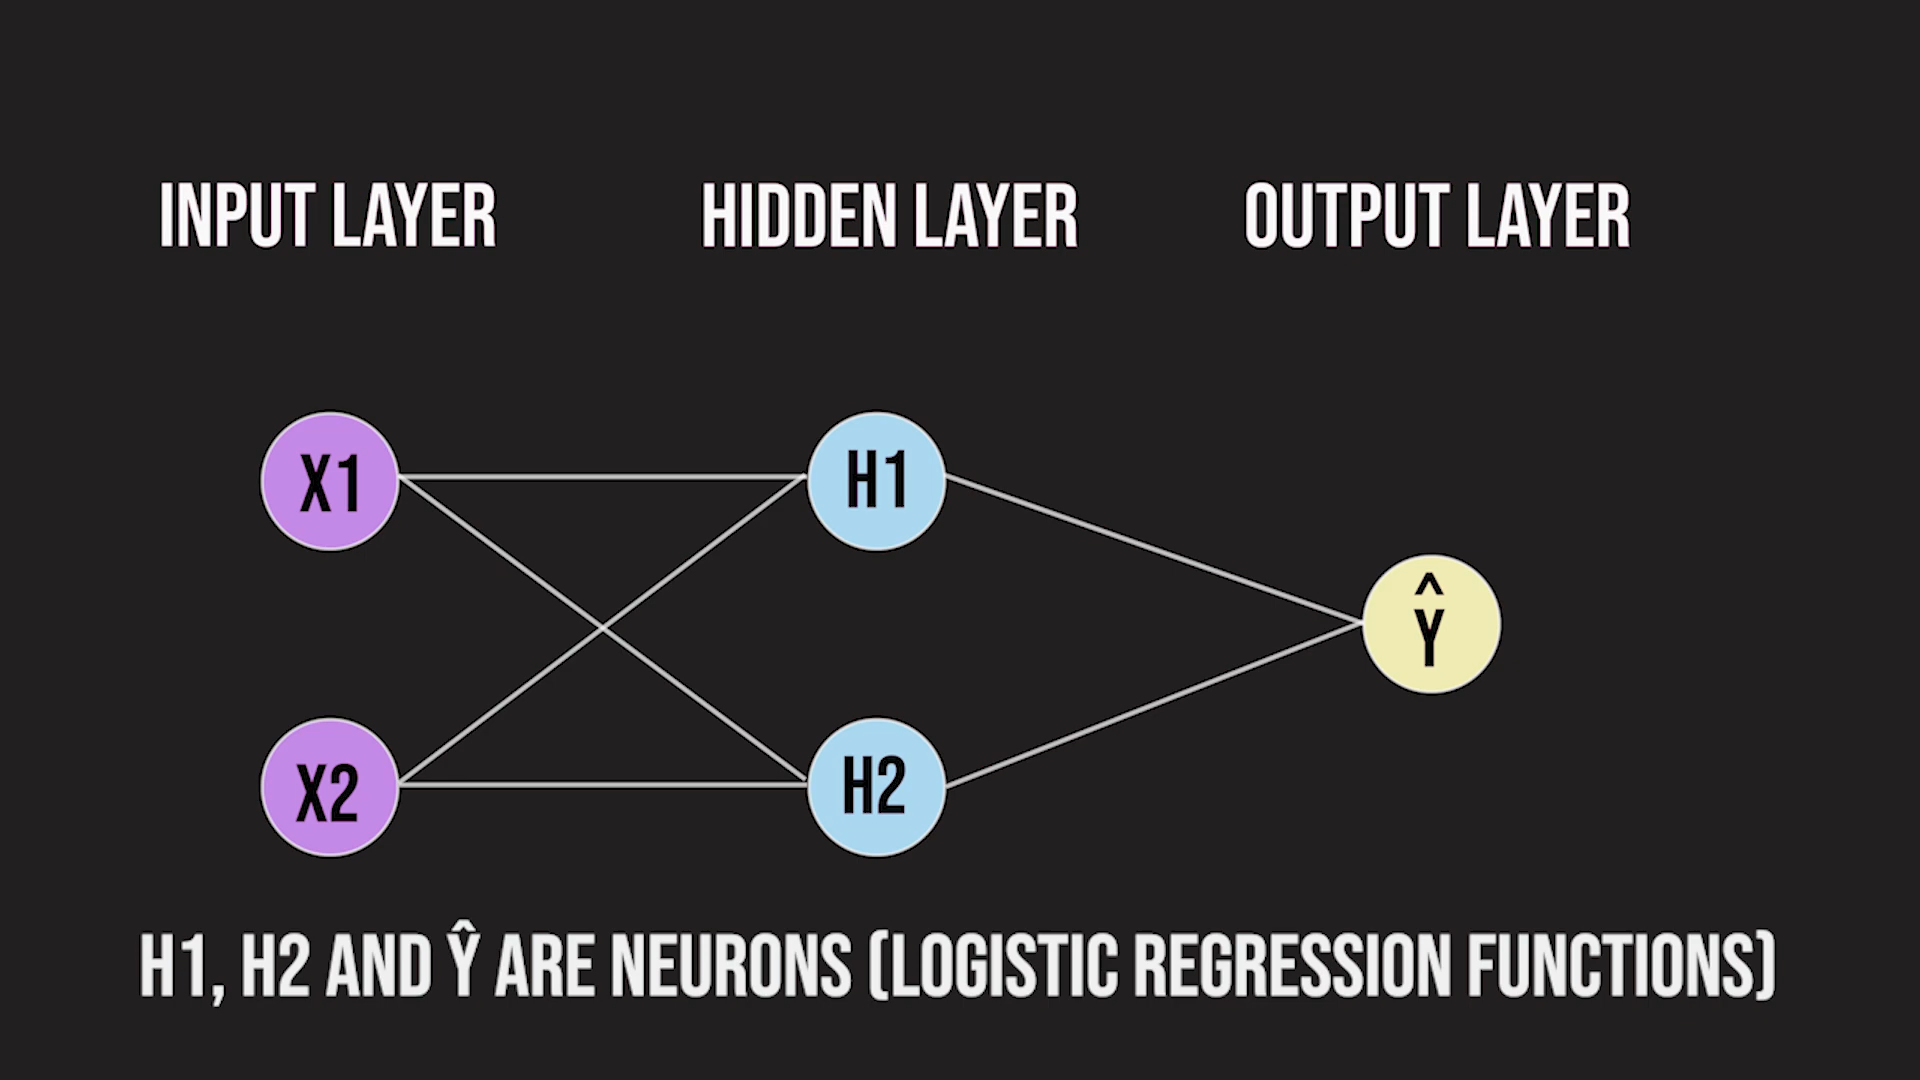 INPUT LAYER
HIDDEN LAYER
OUTPUT LAYER
X1
H1
Ŷ
X2
H2
H1, H2 AND Ŷ ARE NEURONS (LOGISTIC REGRESSION FUNCTIONS)